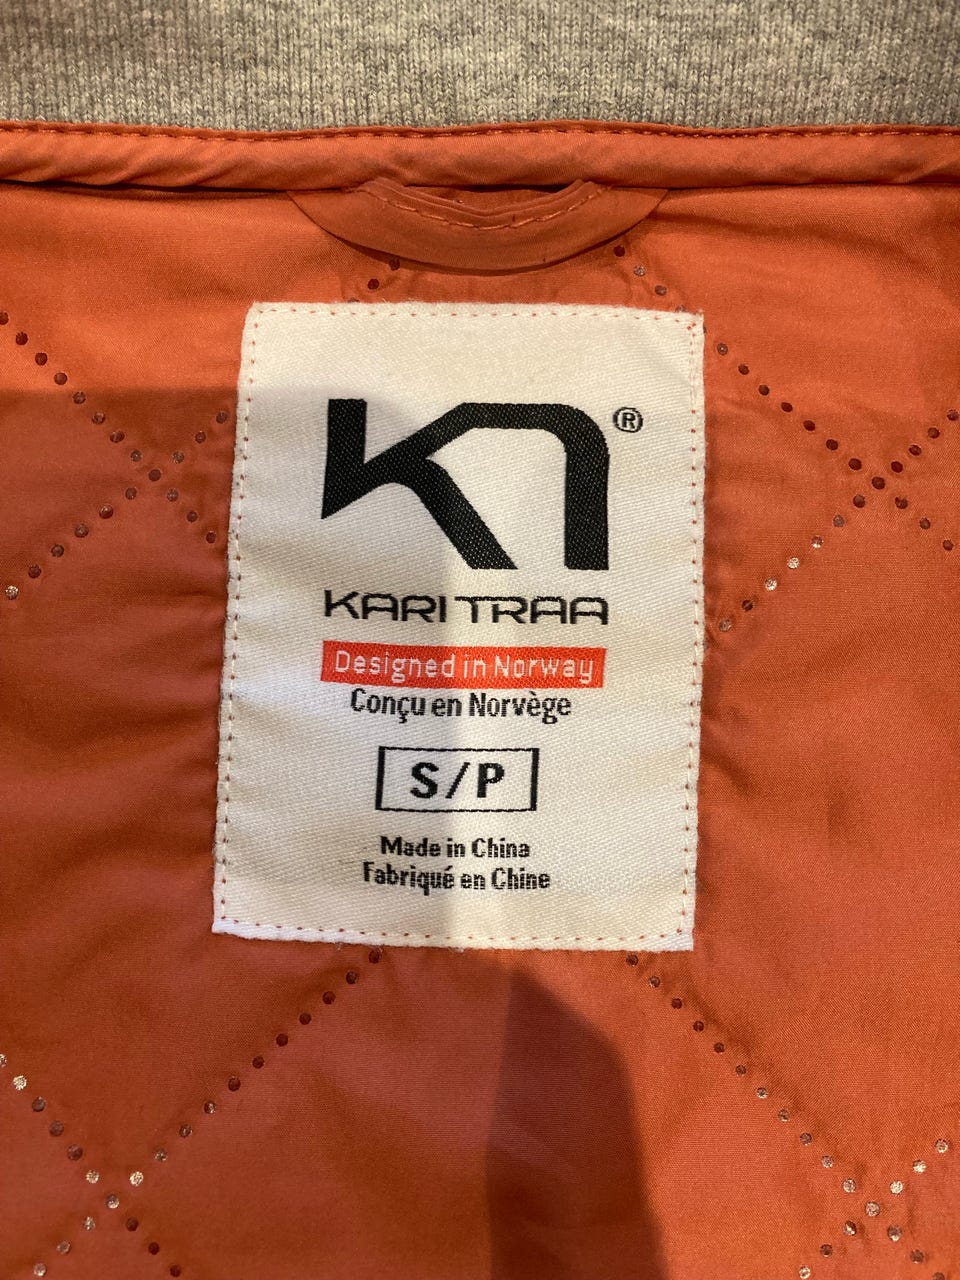 ®
KARI TRAA
Designed in Norway
Conçu en Norvège
S/P
Made in China
Fabriqué en Chine